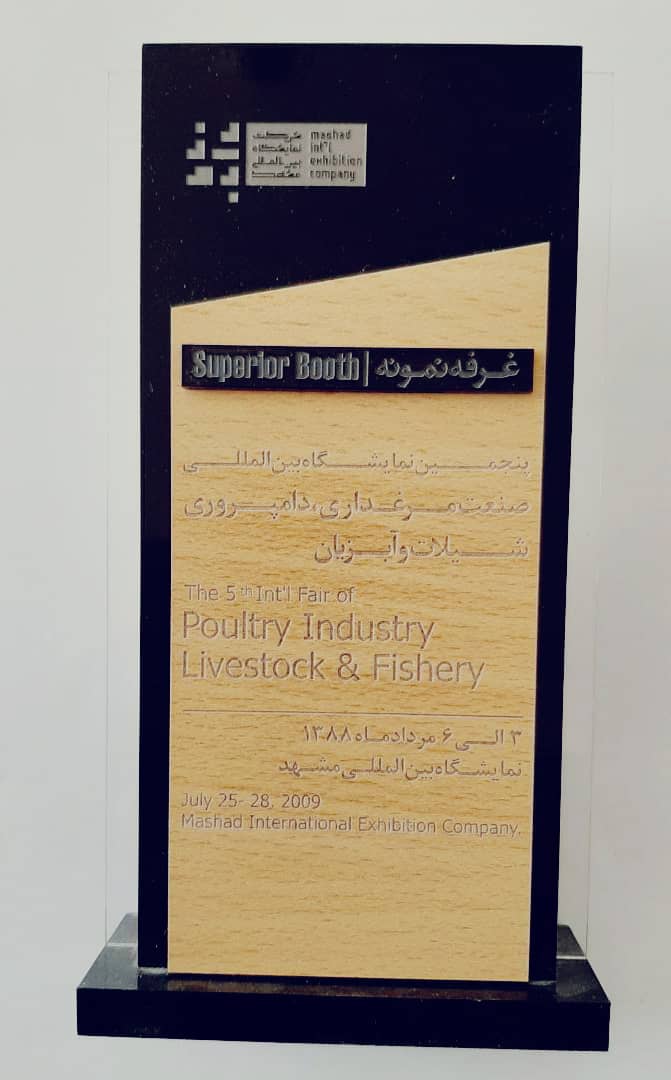 شرکت
نمایشگاه
بین المللی
مشهد
mashad
int'l
exhibition
company
Superior Booth | غرفه نمونه
پنجمین نمایشگاه بین المللی
صنعت مرغداری، دامپروری
شیلات و آبزیان
The 5th Int'l Fair of
Poultry Industry
Livestock & Fishery
۳ الی ۶ مردادماه ۱۳۸۸
نمایشگاه بین المللی مشهد
July 25- 28, 2009
Mashad International Exhibition Company.